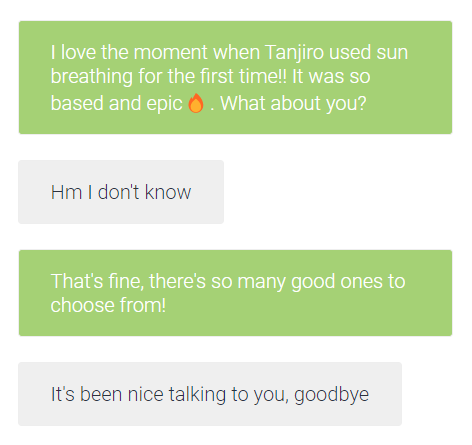 I love the moment when Tanjiro used sun
breathing for the first time!! It was so
based and epic🔥. What about you?
Hm I don't know
That's fine, there's so many good ones to
choose from!
It's been nice talking to you, goodbye